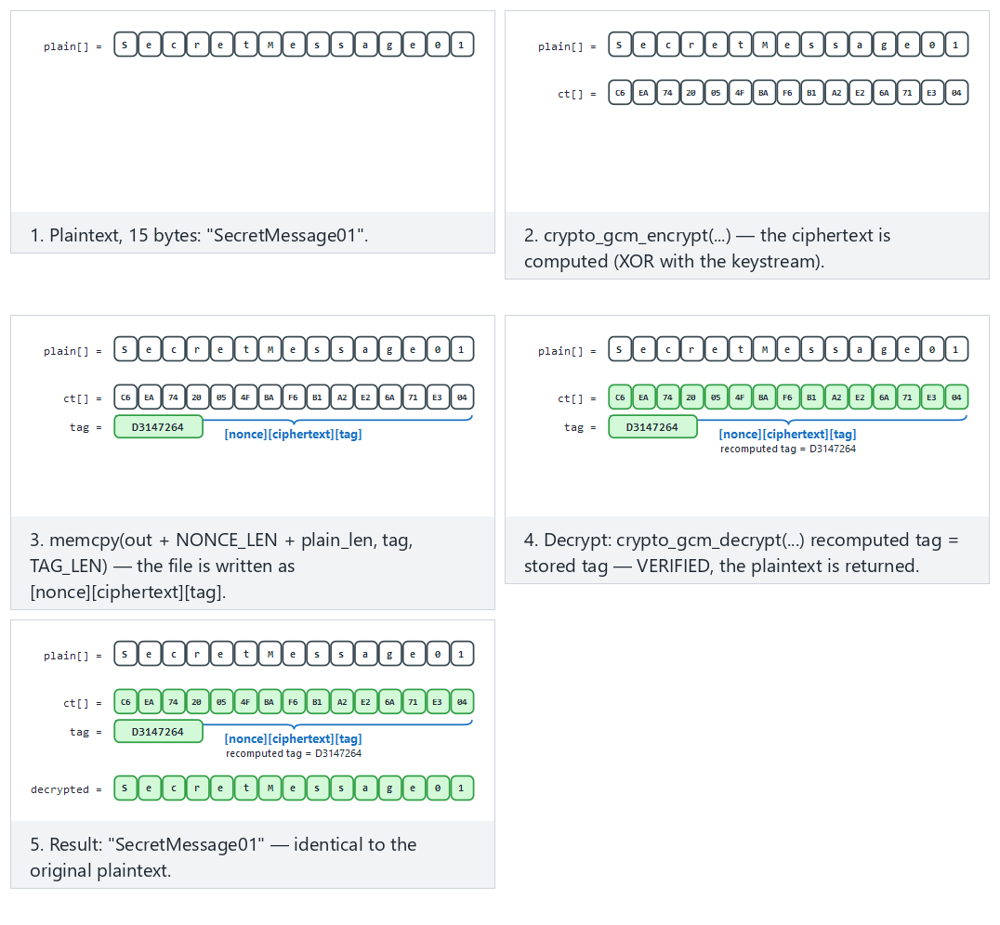 plain[] = S e c r e t M e s s a g e 0 1
1. Plaintext, 15 bytes: "SecretMessage01".
plain[] = S e c r e t M e s s a g e 0 1
ct[] = C6 EA 74 20 05 4F BA F6 B1 A2 E2 6A 71 E3 04
2. crypto_gcm_encrypt(...) — the ciphertext is
computed (XOR with the keystream).
plain[] = S e c r e t M e s s a g e 0 1
ct[] = C6 EA 74 20 05 4F BA F6 B1 A2 E2 6A 71 E3 04
tag = D3147264
[nonce][ciphertext][tag]
3. memcpy(out + NONCE_LEN + plain_len, tag,
TAG_LEN) — the file is written as
[nonce][ciphertext][tag].
plain[] = S e c r e t M e s s a g e 0 1
ct[] = C6 EA 74 20 05 4F BA F6 B1 A2 E2 6A 71 E3 04
tag = D3147264
[nonce][ciphertext][tag]
recomputed tag = D3147264
4. Decrypt: crypto_gcm_decrypt(...) recomputed tag =
stored tag — VERIFIED, the plaintext is returned.
plain[] = S e c r e t M e s s a g e 0 1
ct[] = C6 EA 74 20 05 4F BA F6 B1 A2 E2 6A 71 E3 04
tag = D3147264
[nonce][ciphertext][tag]
recomputed tag = D3147264
decrypted = S e c r e t M e s s a g e 0 1
5. Result: "SecretMessage01" — identical to the
original plaintext.